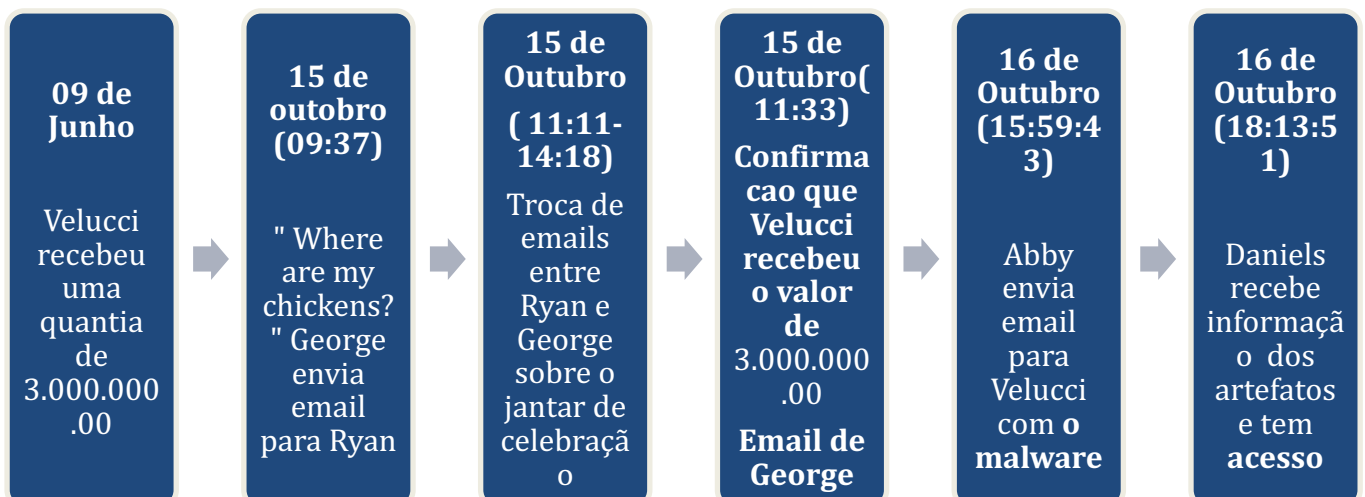 09 de
Junho
Velucci
recebeu
uma
quantia
de
3.000.000
.00
15 de
outobro
(09:37)
" Where
are my
chickens?
" George
envia
email
para Ryan
15 de
Outubro
( 11:11-
14:18)
Troca de
emails
entre
Ryan e
George
sobre o
jantar de
celebraçã
o
15 de
Outubro(
11:33)
Confirma
cao que
Velucci
recebeu
o valor
de
3.000.000
.00
Email de
George
16 de
Outubro
(15:59:4
3)
Abby
envia
email
para
Velucci
com o
malware
16 de
Outubro
(18:13:5
1)
Daniels
recebe
informaçã
o dos
artefatos
e tem
acesso